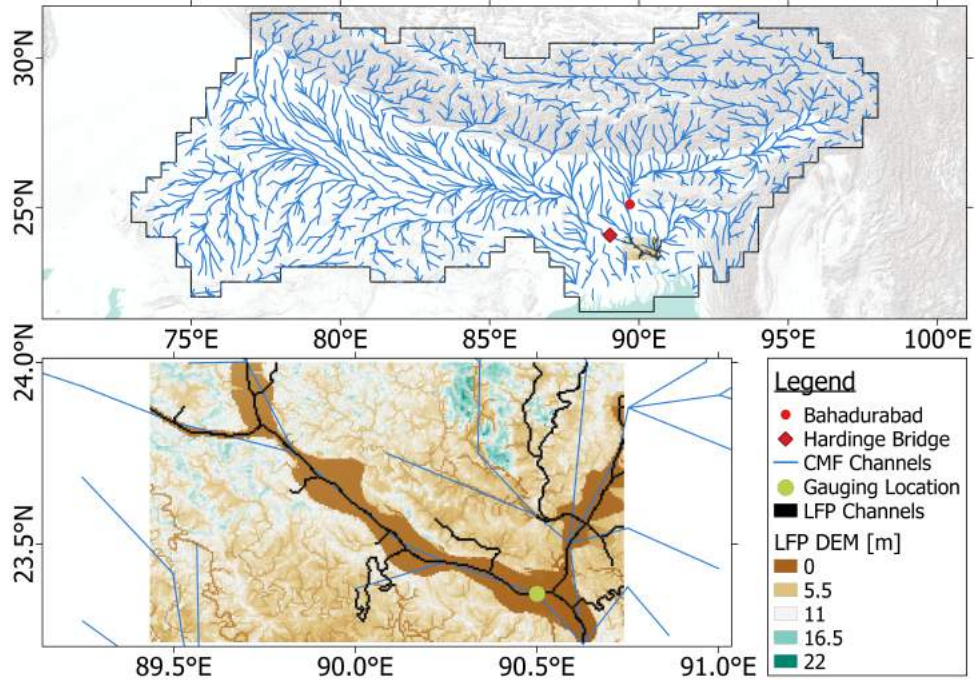 30°N
25°N
75°E
80°E
85°E
90°E
95°E
100°E
24.0°N
23.5°N
89.5°E
90.0°E
90.5°E
91.0°E
Legend
Bahadurabad
Hardinge Bridge
CMF Channels
Gauging Location
LFP Channels
LFP DEM [m]
0
5.5
11
16.5
22